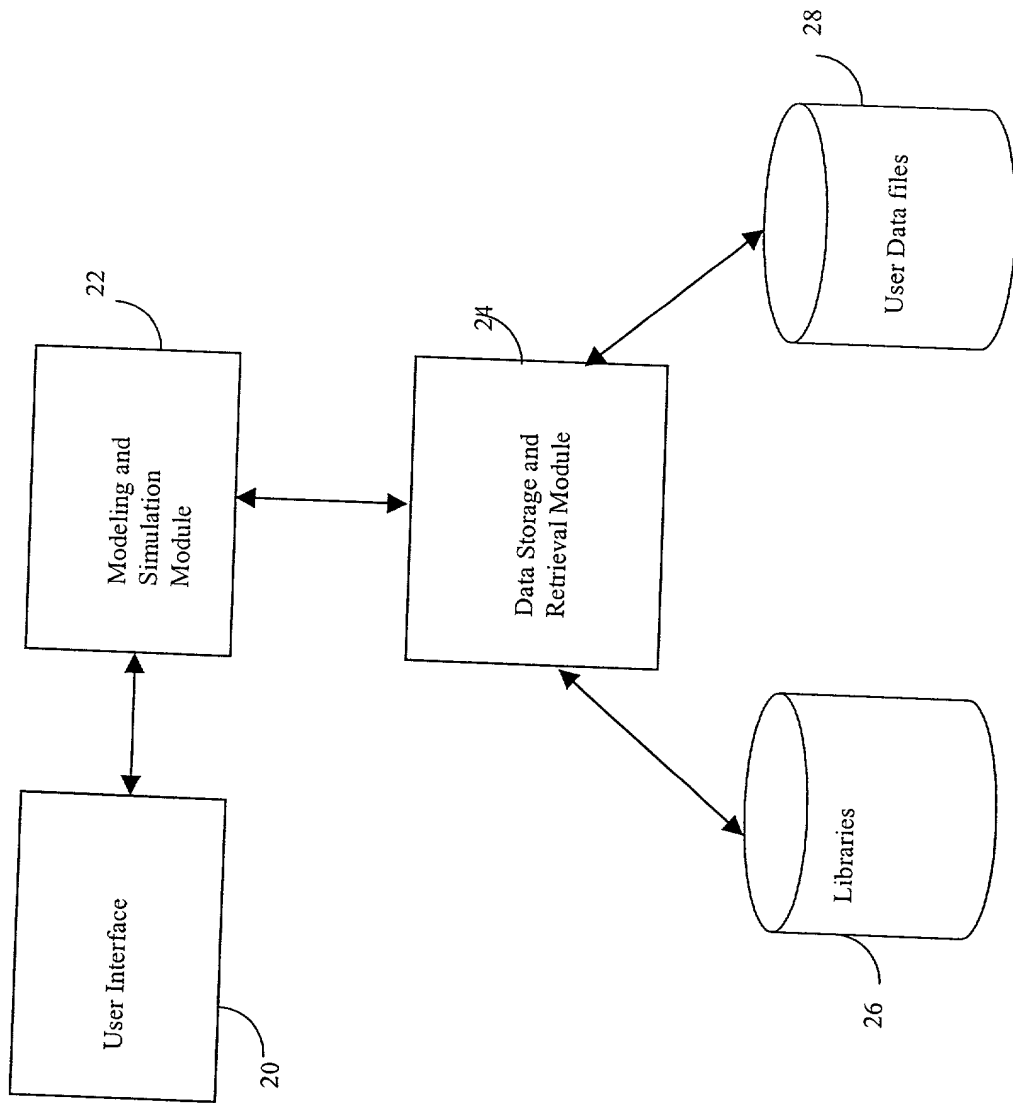 User Interface
20
Modeling and
Simulation
Module
22
Data Storage and
Retrieval Module
24
Libraries
26
User Data files
28